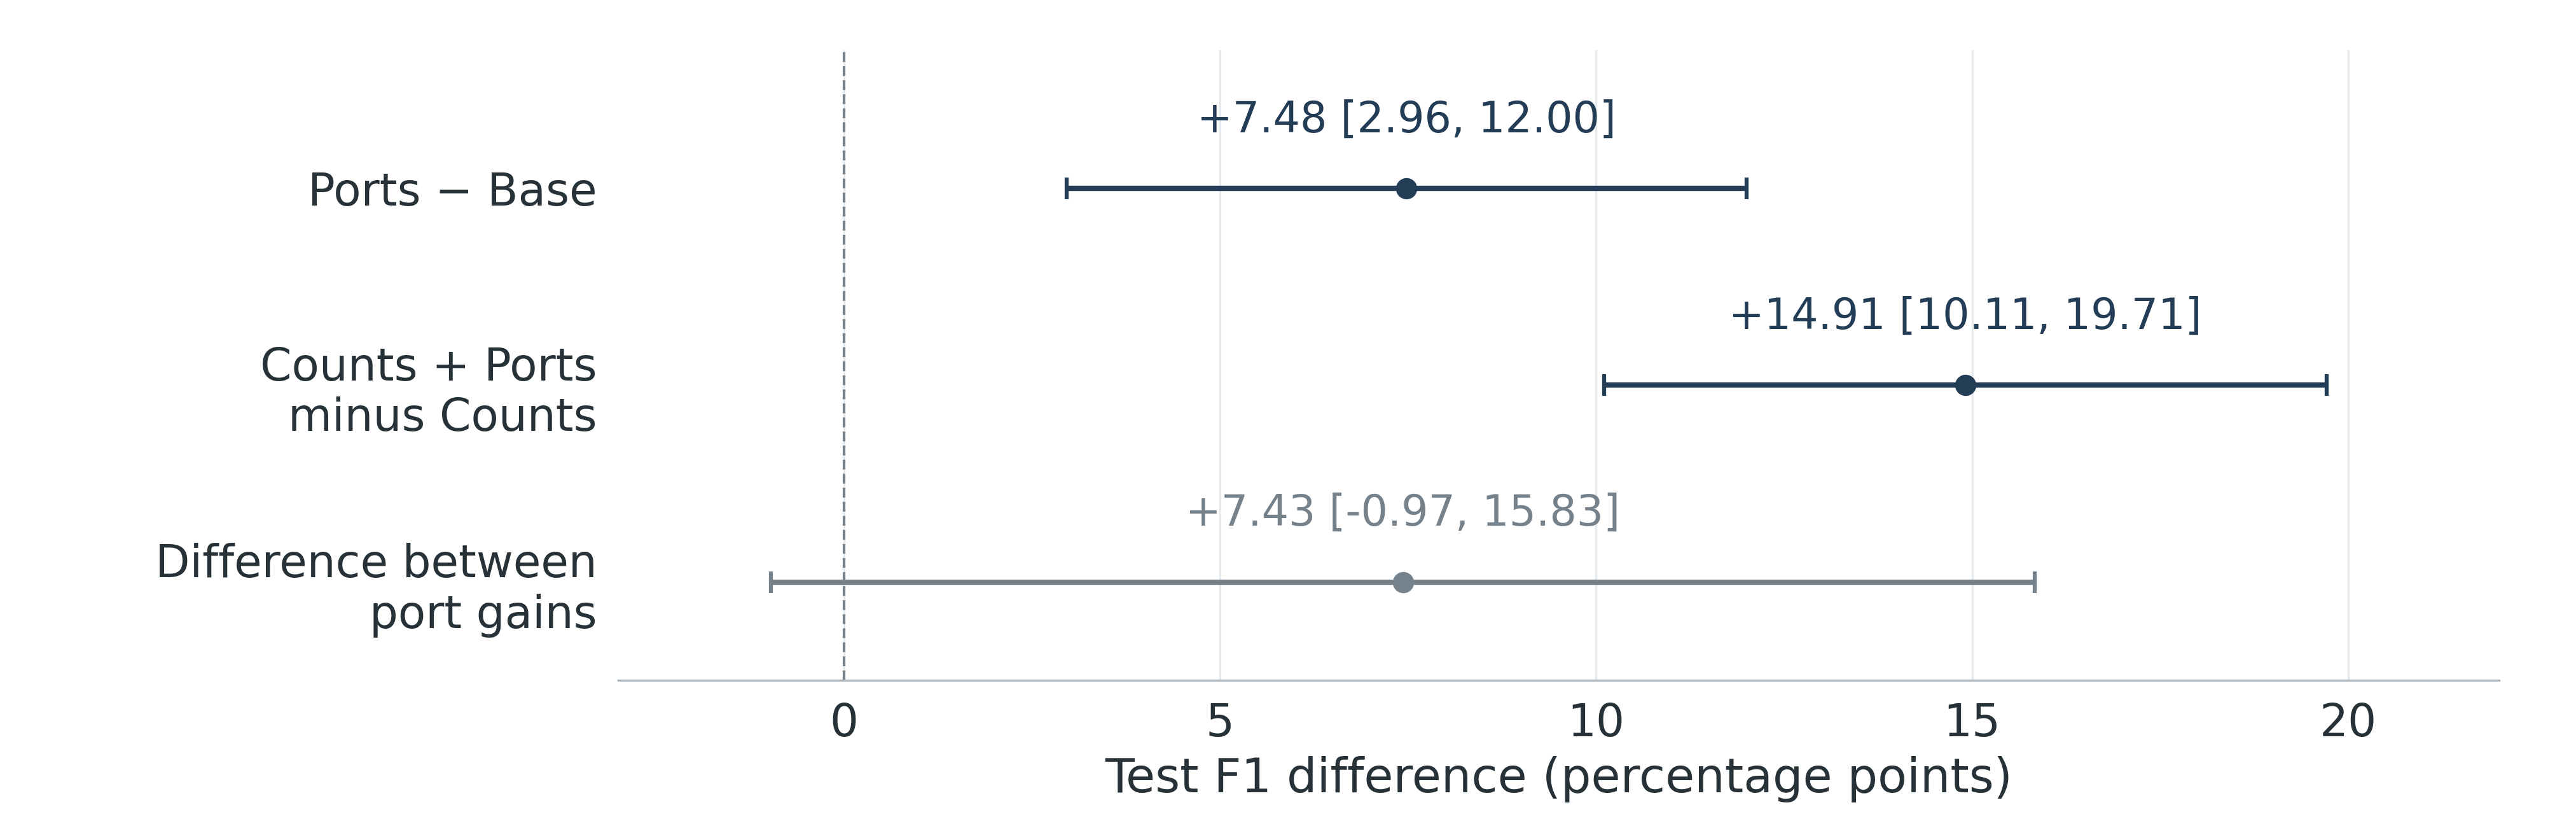 +7.48 [2.96, 12.00]
Ports − Base
+14.91 [10.11, 19.71]
Counts + Ports
minus Counts
+7.43 [-0.97, 15.83]
Difference between
port gains
0 5 10 15 20
Test F1 difference (percentage points)